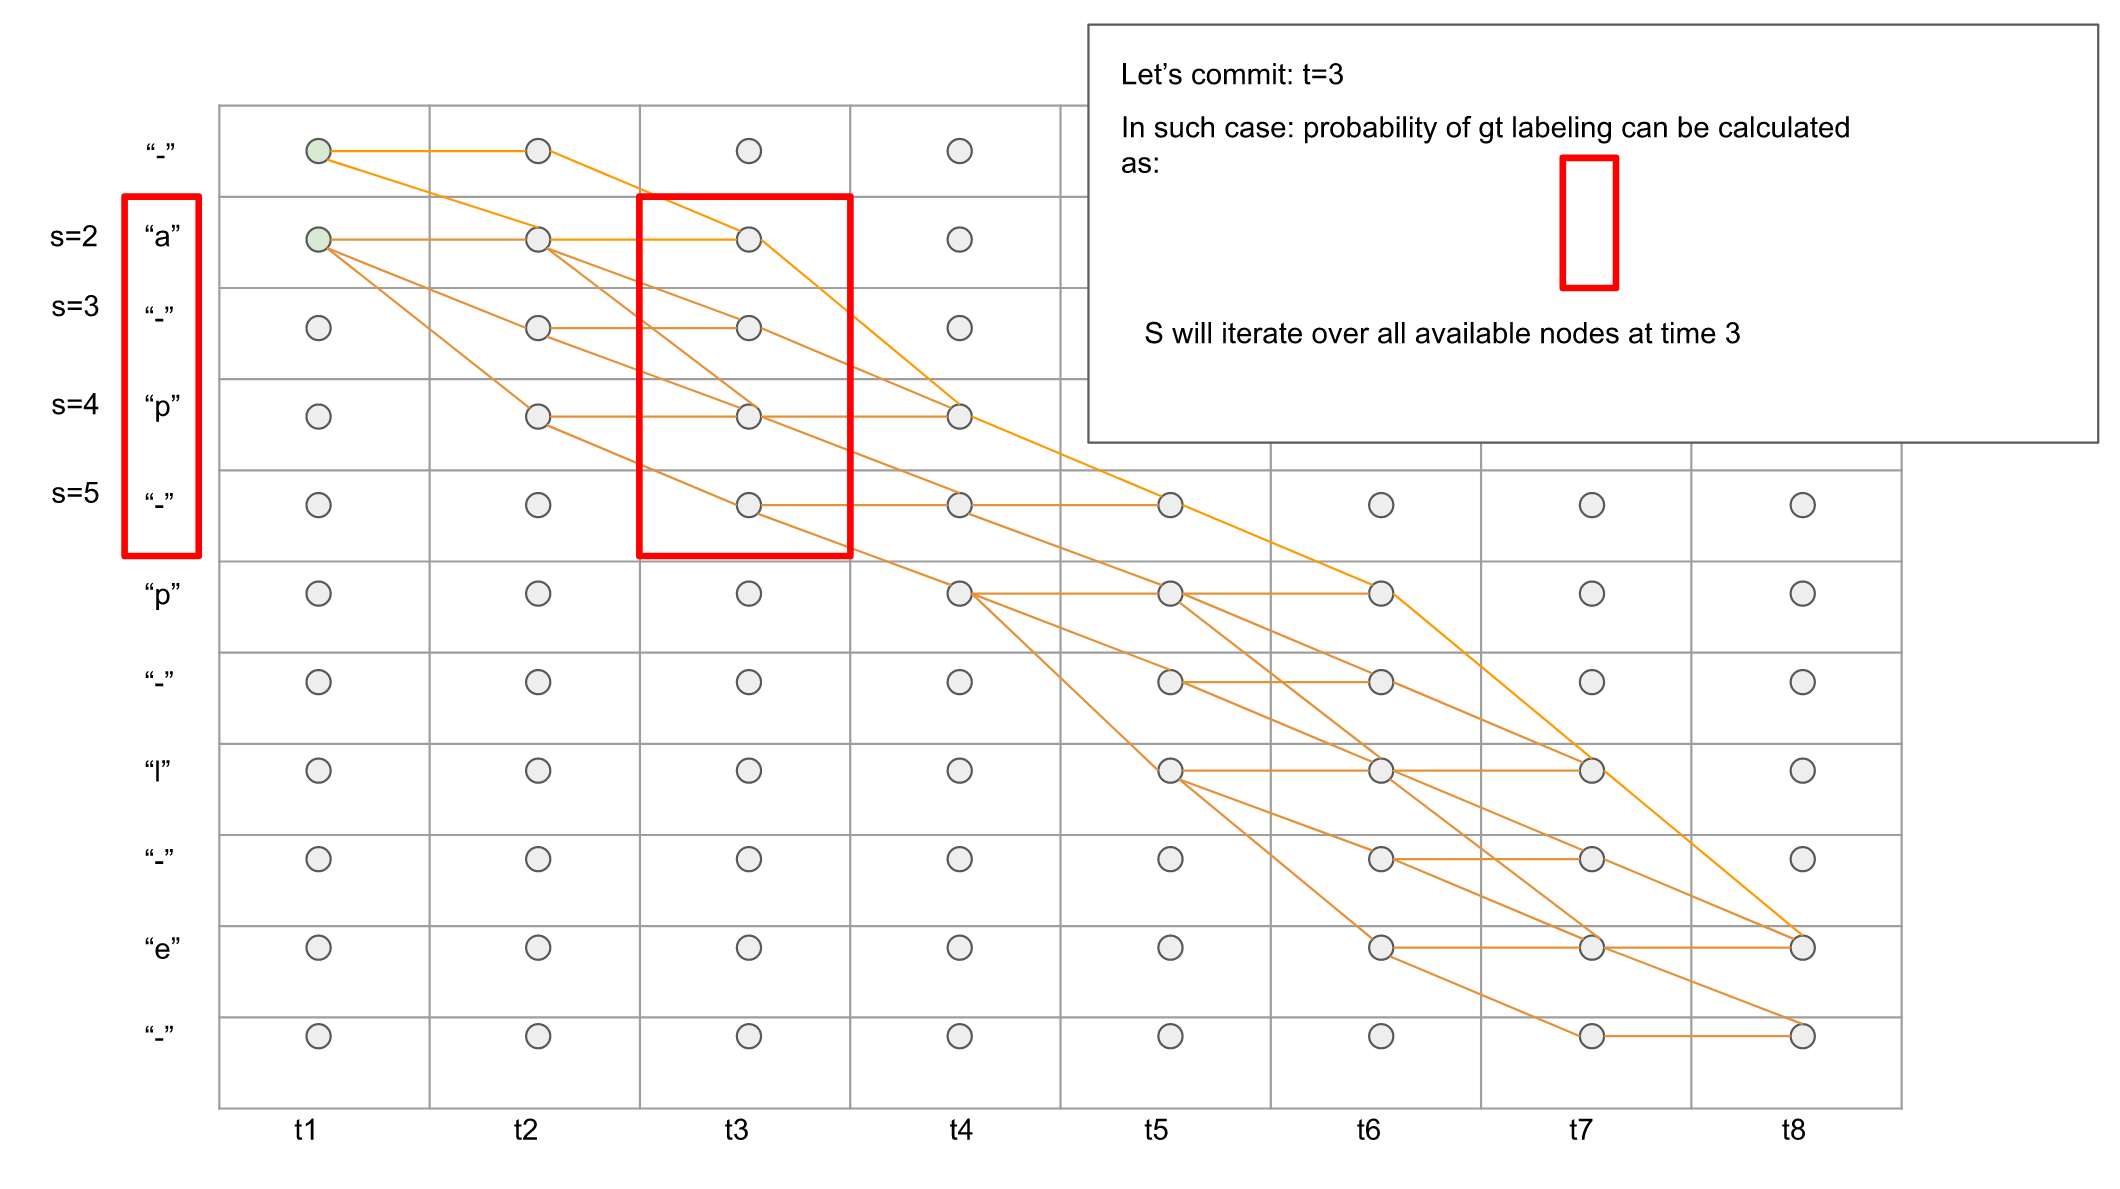 Let’s commit: t=3
In such case: probability of gt labeling can be calculated
as:
S will iterate over all available nodes at time 3
“-”
s=2 “a”
s=3 “-”
s=4 “p”
s=5 “-”
“p”
“-”
“l”
“-”
“e”
“-”
t1 t2 t3 t4 t5 t6 t7 t8